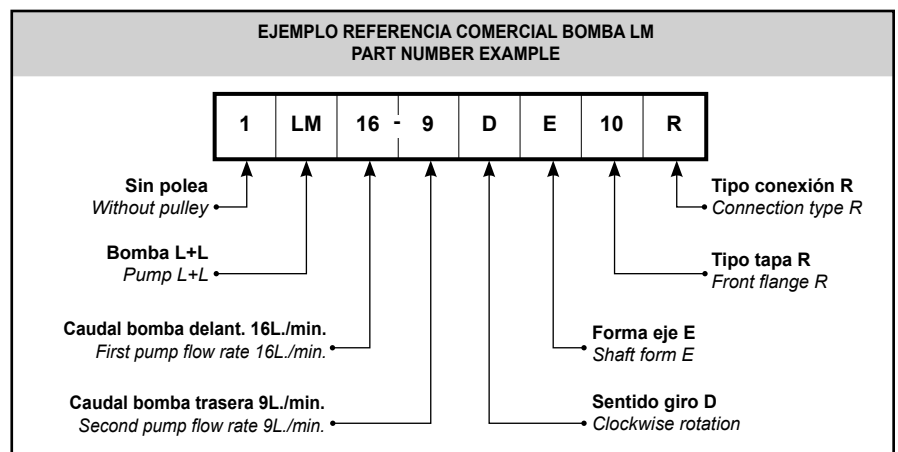 EJEMPLO REFERENCIA COMERCIAL BOMBA LM
PART NUMBER EXAMPLE
1 LM 16 - 9 D E 10 R
Sin polea
Without pulley
Tipo conexión R
Connection type R
Bomba L+L
Pump L+L
Tipo tapa R
Front flange R
Caudal bomba delant. 16L./min.
First pump flow rate 16L./min.
Forma eje E
Shaft form E
Caudal bomba trasera 9L./min.
Second pump flow rate 9L./min.
Sentido giro D
Clockwise rotation